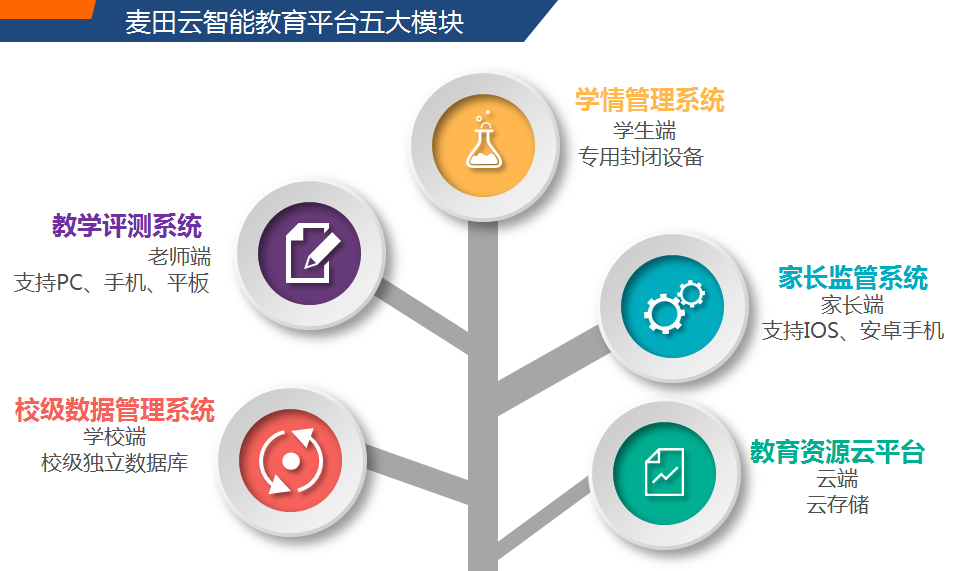 麦田云智能教育平台五大模块
学情管理系统
学生端
专用封闭设备
教学评测系统
老师端
支持PC、手机、平板
家长监管系统
家长端
支持IOS、安卓手机
校级数据管理系统
学校端
校级独立数据库
教育资源云平台
云端
云存储